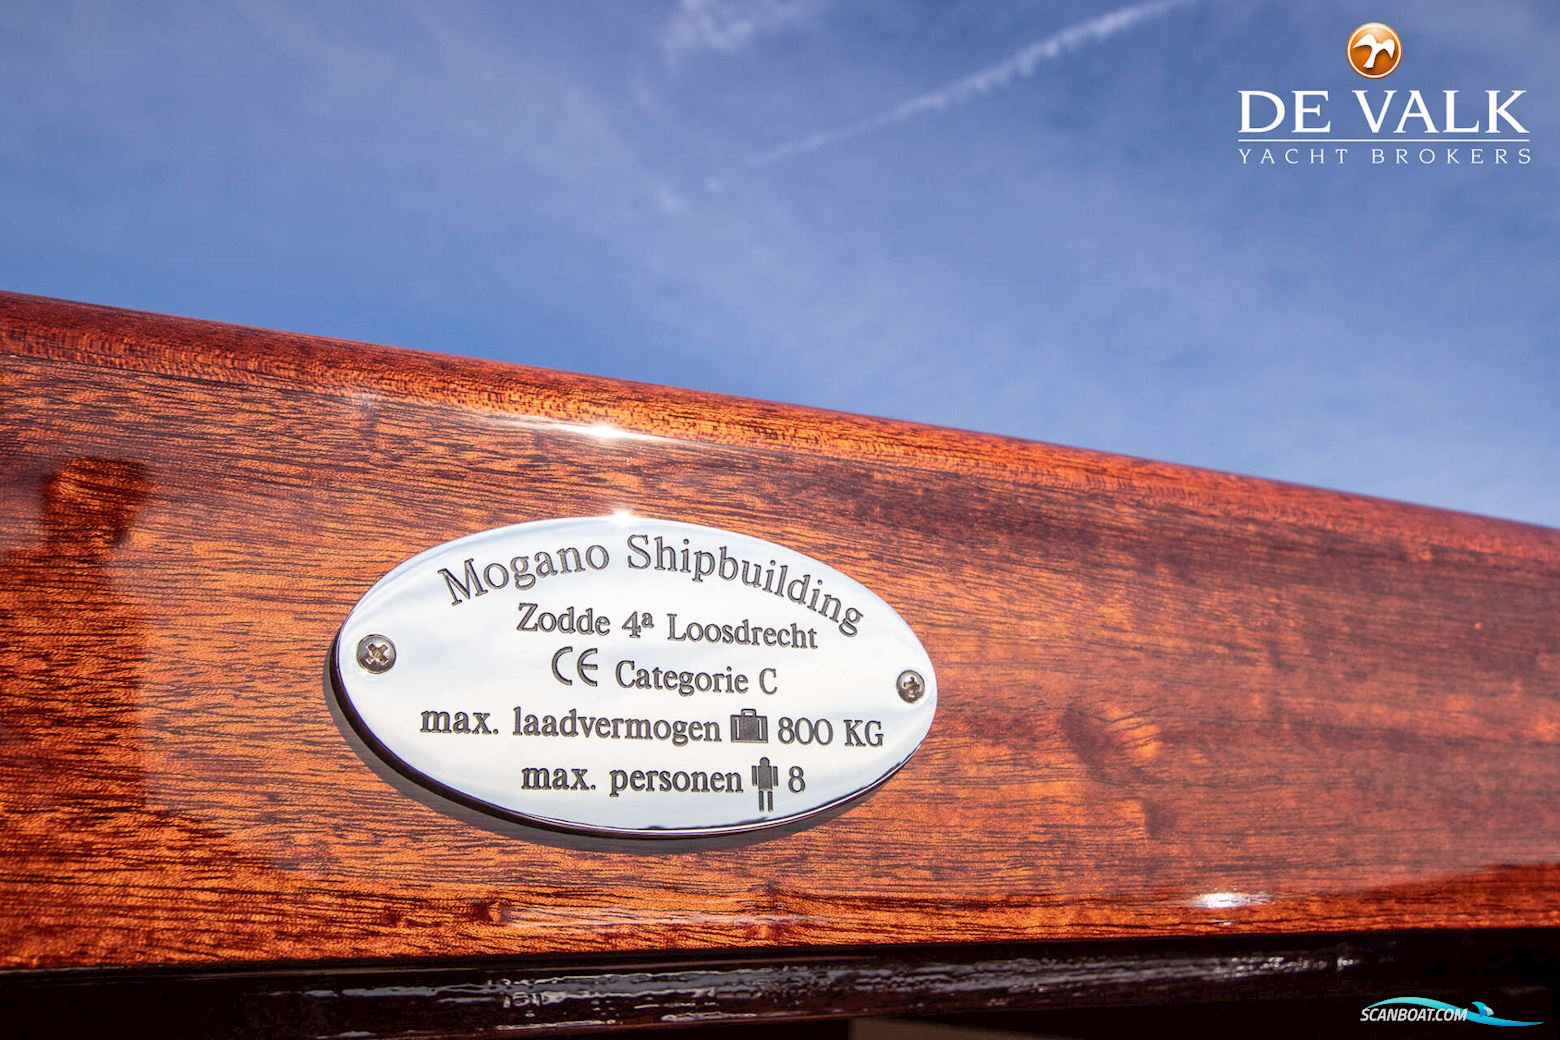 DE VALK
YACHT BROKERS
Mogano Shipbuilding
Zodde 4ª Loosdrecht
CE Categorie C
max. laadvermogen 800 KG
max. personen 8
SCANBOAT.COM